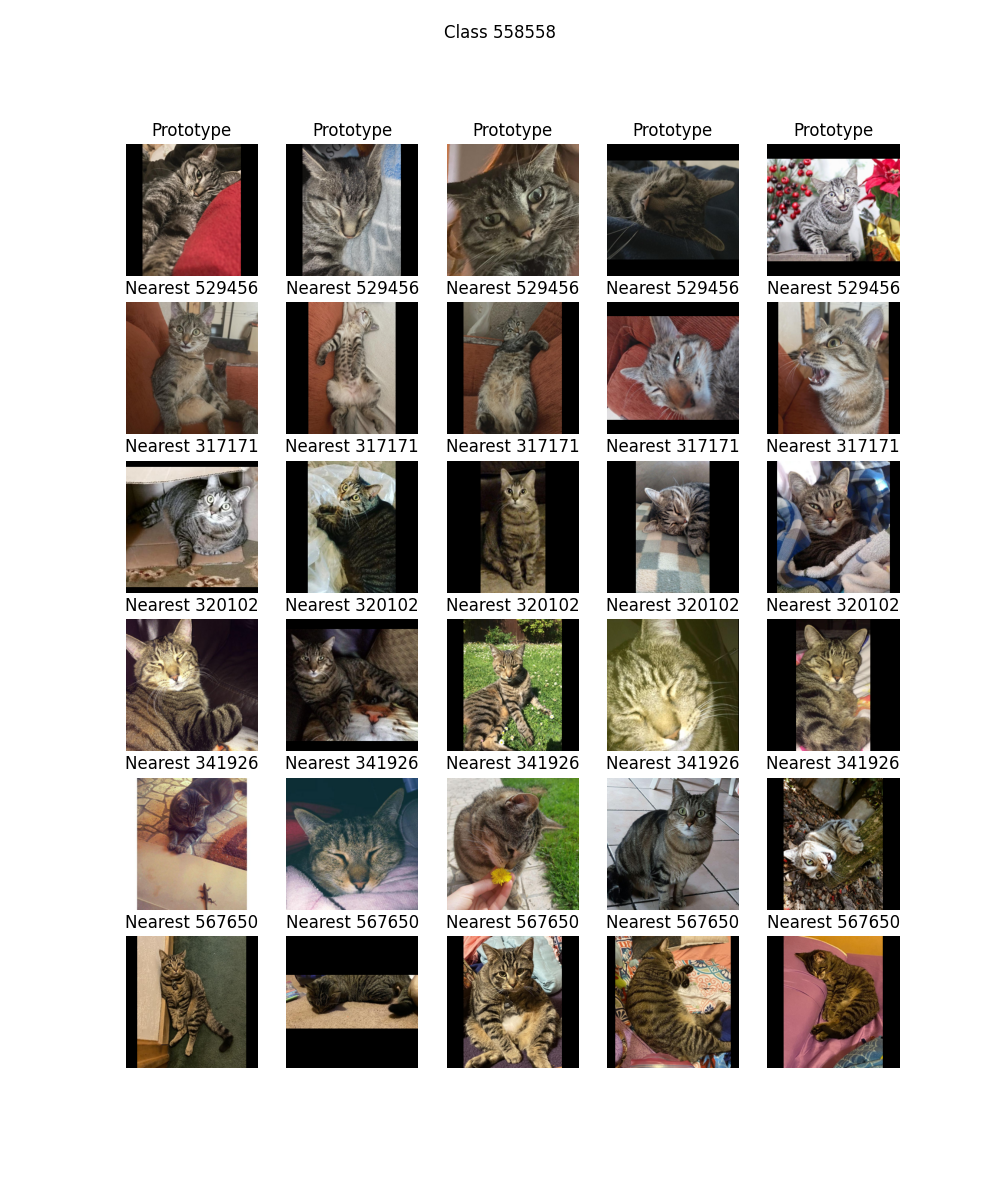 Class 558558
Prototype Prototype Prototype Prototype Prototype
Nearest 529456 Nearest 529456 Nearest 529456 Nearest 529456 Nearest 529456
Nearest 317171 Nearest 317171 Nearest 317171 Nearest 317171 Nearest 317171
Nearest 320102 Nearest 320102 Nearest 320102 Nearest 320102 Nearest 320102
Nearest 341926 Nearest 341926 Nearest 341926 Nearest 341926 Nearest 341926
Nearest 567650 Nearest 567650 Nearest 567650 Nearest 567650 Nearest 567650